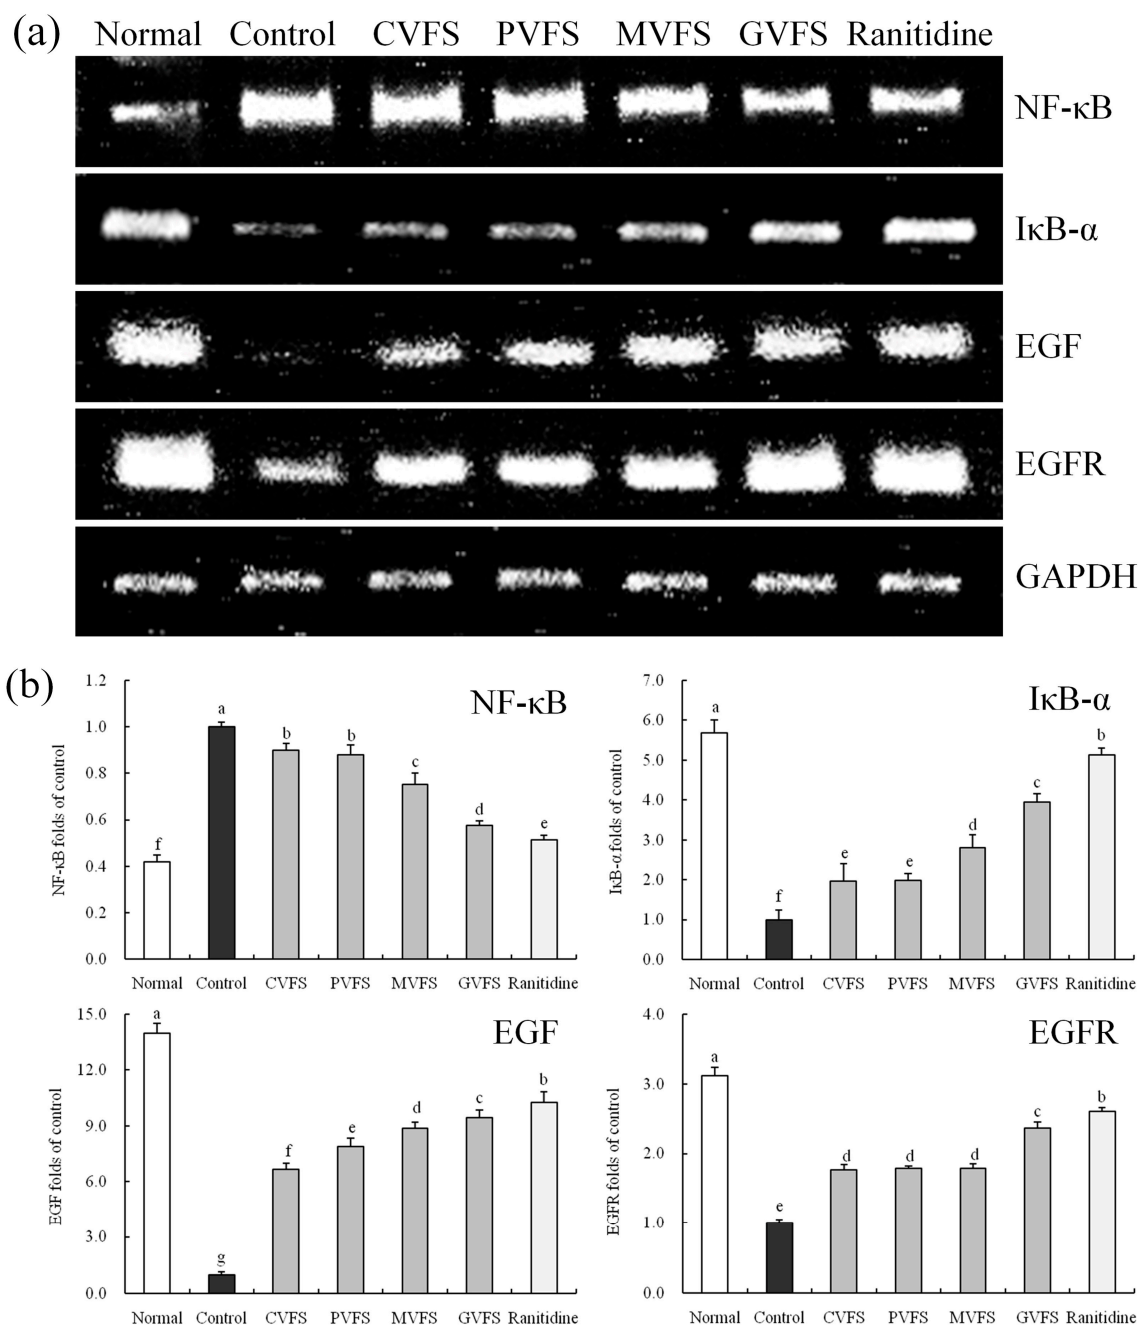 (a) Normal Control CVFS PVFS MVFS GVFS Ranitidine
NF-κB
IκB-α
EGF
EGFR
GAPDH
(b)
NF-κB
NF-κB folds of control
1.2
1.0
0.8
0.6
0.4
0.2
0.0
f
a
b
b
c
d
e
Normal Control CVFS PVFS MVFS GVFS Ranitidine
IκB-α
IκB-α folds of control
7.0
6.0
5.0
4.0
3.0
2.0
1.0
0.0
a
f
e
e
d
c
b
Normal Control CVFS PVFS MVFS GVFS Ranitidine
EGF
EGF folds of control
15.0
12.0
9.0
6.0
3.0
0.0
a
g
f
e
d
c
b
Normal Control CVFS PVFS MVFS GVFS Ranitidine
EGFR
EGFR folds of control
4.0
3.0
2.0
1.0
0.0
a
e
d
d
d
c
b
Normal Control CVFS PVFS MVFS GVFS Ranitidine